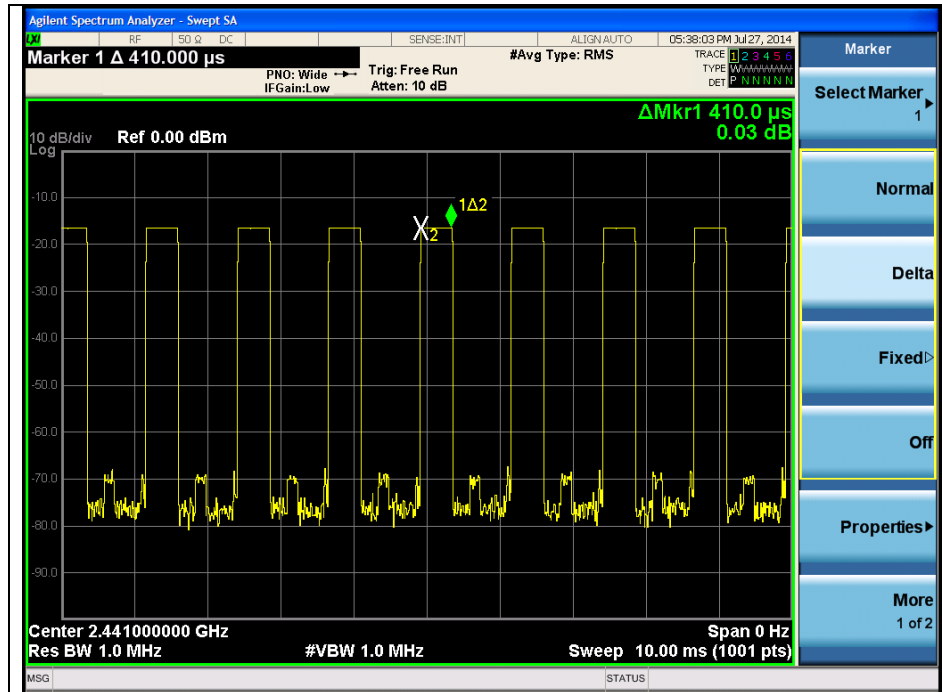 Agilent Spectrum Analyzer - Swept SA
LXI RF 50 Ω DC SENSE:INT ALIGN AUTO 05:38:03 PM Jul 27, 2014
Marker 1 Δ 410.000 µs
PNO: Wide
IFGain:Low
Trig: Free Run
Atten: 10 dB
#Avg Type: RMS
TRACE 1 2 3 4 5 6
TYPE W
DET P N N N N N
ΔMkr1 410.0 µs
0.03 dB
10 dB/div Ref 0.00 dBm
Log
-10.0
-20.0
-30.0
-40.0
-50.0
-60.0
-70.0
-80.0
-90.0
1Δ2
X2
Center 2.441000000 GHz Span 0 Hz
Res BW 1.0 MHz #VBW 1.0 MHz Sweep 10.00 ms (1001 pts)
MSG STATUS
Marker
Select Marker
1
Normal
Delta
Fixed
Off
Properties
More
1 of 2